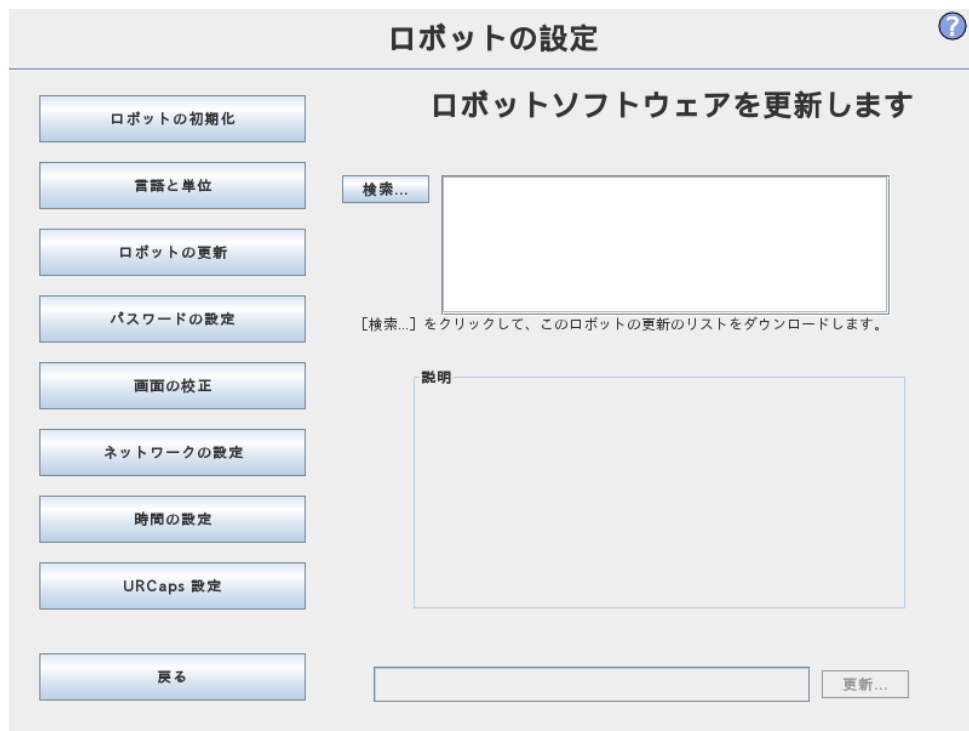 ロボットの設定
?
ロボットの初期化
言語と単位
ロボットの更新
パスワードの設定
画面の校正
ネットワークの設定
時間の設定
URCaps 設定
戻る
ロボットソフトウェアを更新します
検索...
[検索...] をクリックして、このロボットの更新のリストをダウンロードします。
説明
更新...